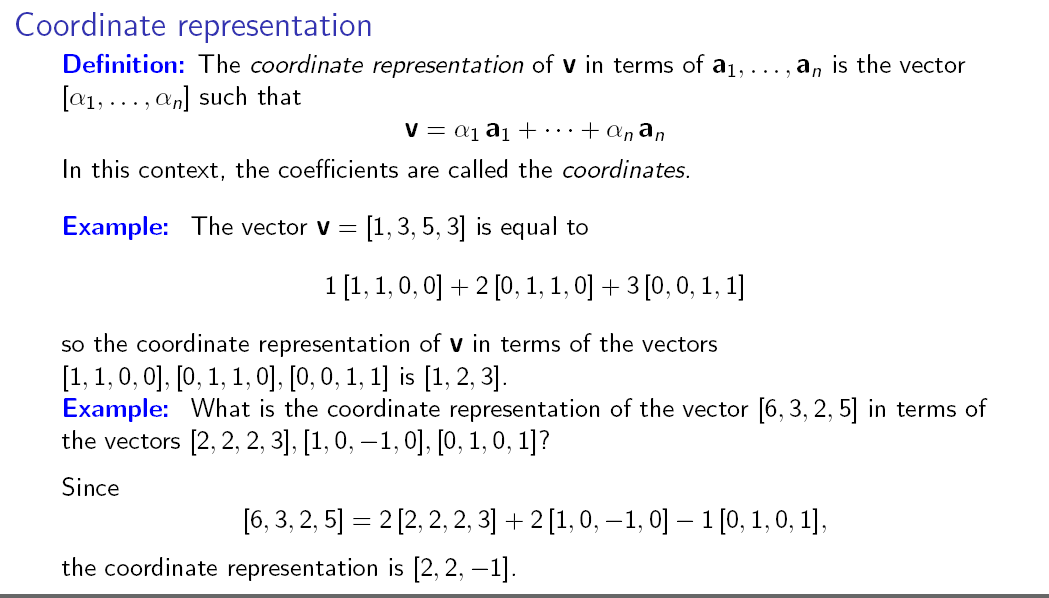 Coordinate representation
Definition: The coordinate representation of v in terms of a₁, . . . , aₙ is the vector
[α₁, . . . , αₙ] such that
v = α₁ a₁ + · · · + αₙ aₙ
In this context, the coefficients are called the coordinates.
Example: The vector v = [1, 3, 5, 3] is equal to
1 [1, 1, 0, 0] + 2 [0, 1, 1, 0] + 3 [0, 0, 1, 1]
so the coordinate representation of v in terms of the vectors
[1, 1, 0, 0], [0, 1, 1, 0], [0, 0, 1, 1] is [1, 2, 3].
Example: What is the coordinate representation of the vector [6, 3, 2, 5] in terms of
the vectors [2, 2, 2, 3], [1, 0, −1, 0], [0, 1, 0, 1]?
Since
[6, 3, 2, 5] = 2 [2, 2, 2, 3] + 2 [1, 0, −1, 0] − 1 [0, 1, 0, 1],
the coordinate representation is [2, 2, −1].